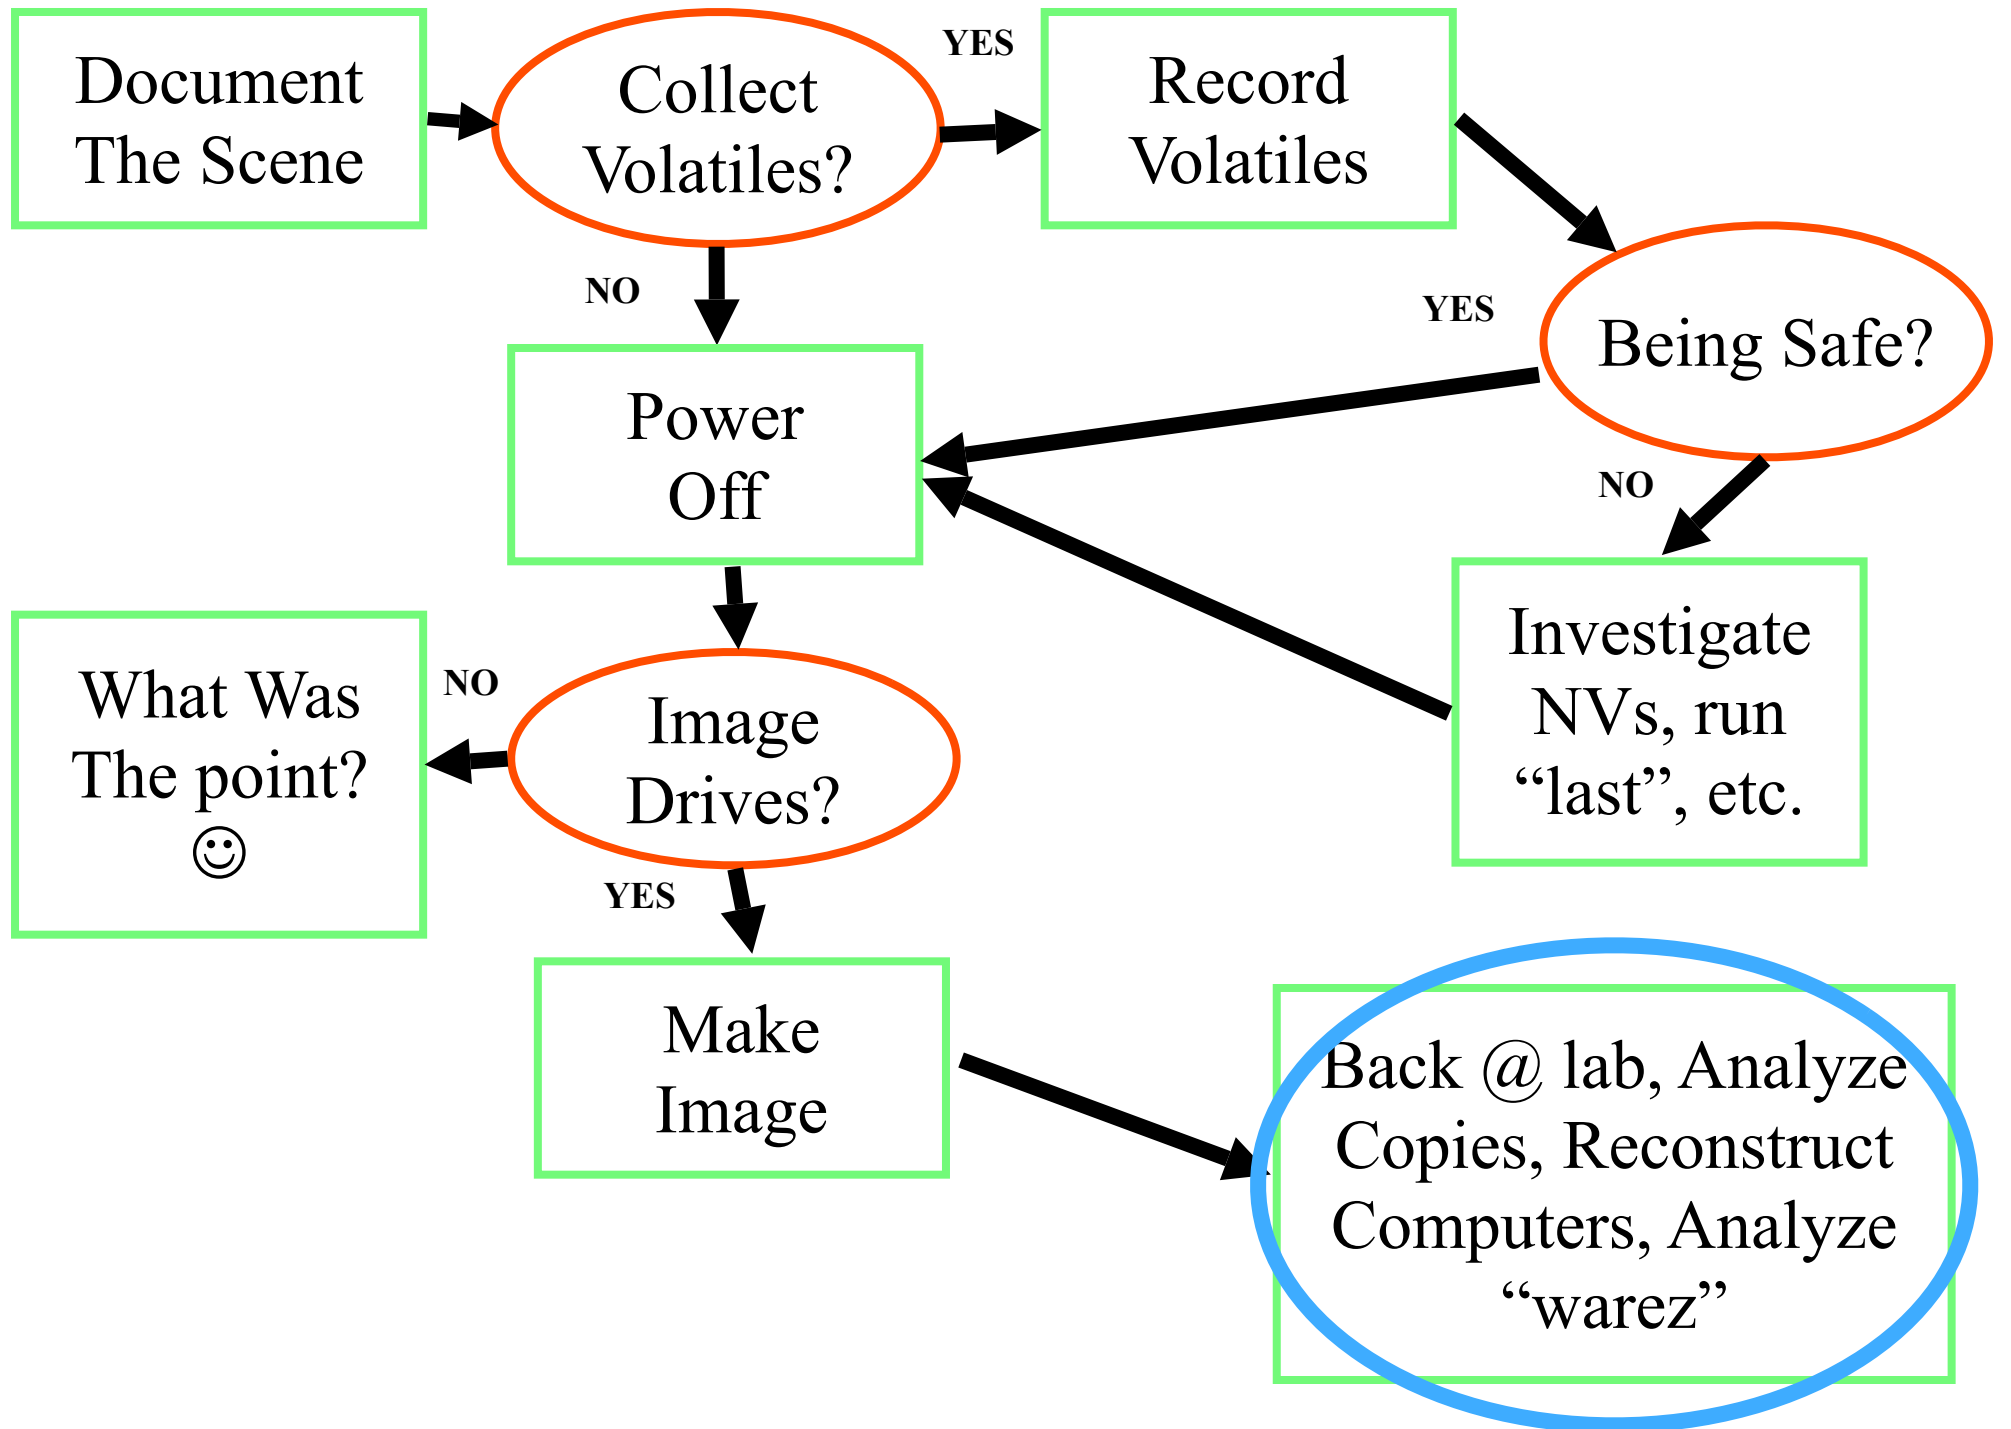 Document
The Scene
Collect
Volatiles?
YES
Record
Volatiles
NO
YES
Being Safe?
Power
Off
NO
Investigate
NVs, run
“last”, etc.
What Was
The point?
☺
NO
Image
Drives?
YES
Make
Image
Back @ lab, Analyze
Copies, Reconstruct
Computers, Analyze
“warez”